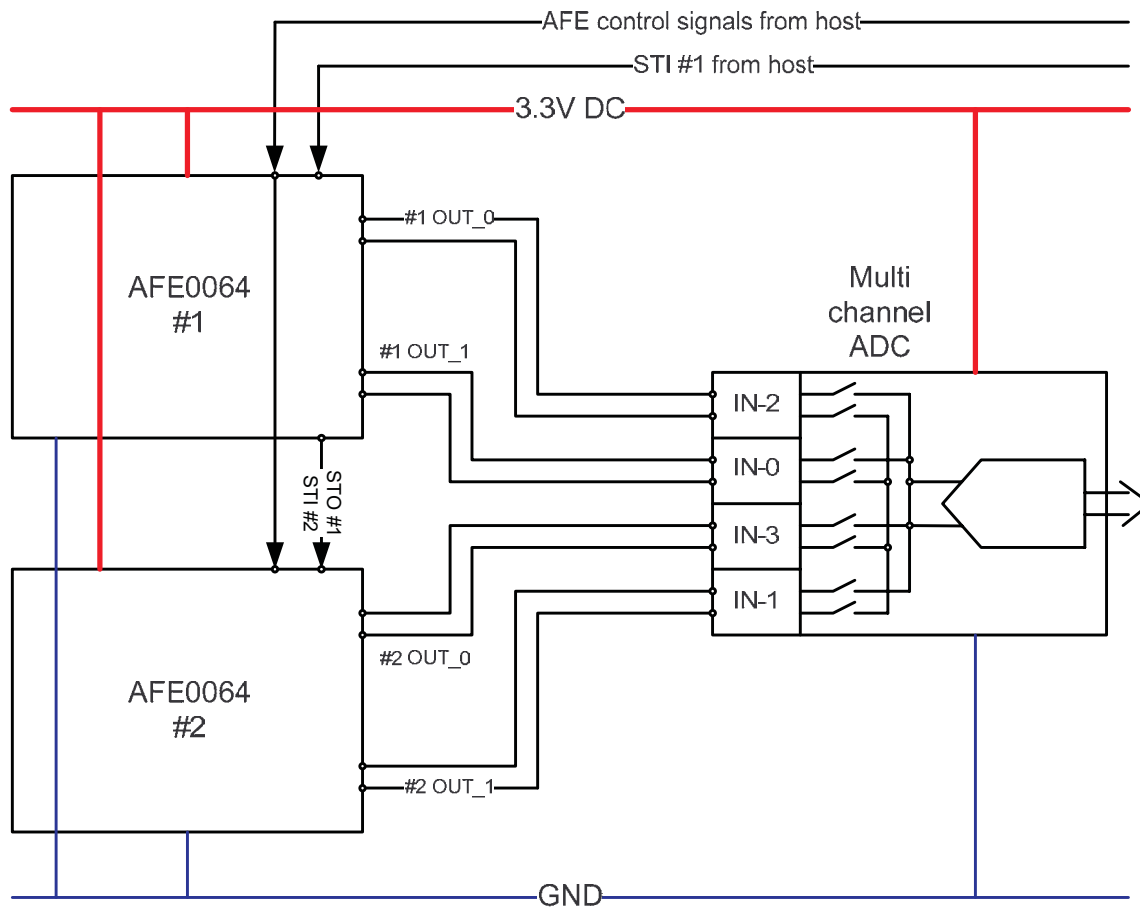 AFE control signals from host
STI #1 from host
3.3V DC
#1 OUT_0
AFE0064
#1
Multi
channel
ADC
#1 OUT_1
IN-2
IN-0
STO #1
STI #2
IN-3
IN-1
#2 OUT_0
AFE0064
#2
#2 OUT_1
GND